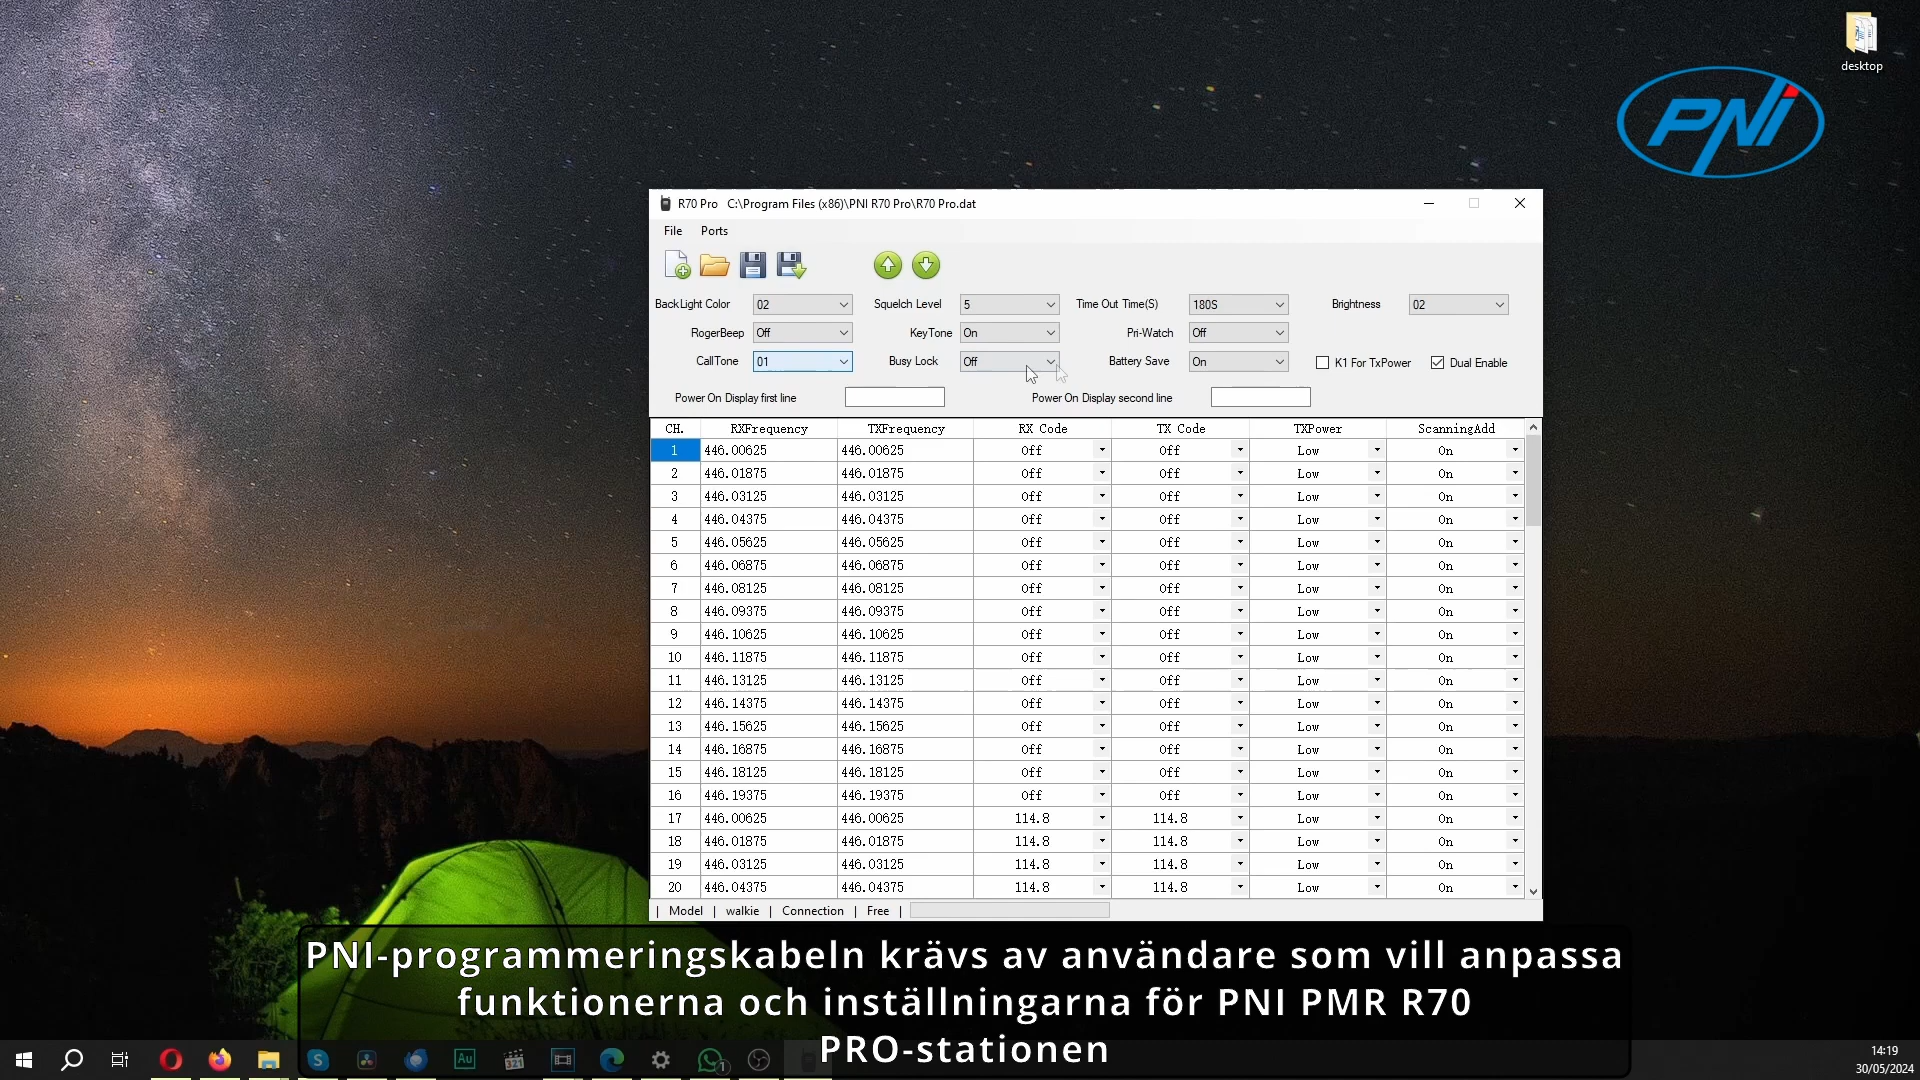 desktop
PNI
R70 Pro C:\Program Files (x86)\PNI R70 Pro\R70 Pro.dat
File Ports
BackLight Color 02 Squelch Level 5 Time Out Time(S) 180S Brightness 02
RogerBeep Off KeyTone On Pri-Watch Off
CallTone 01 Busy Lock Off Battery Save On K1 For TxPower Dual Enable
Power On Display first line Power On Display second line
CH. RXFrequency TXFrequency RX Code TX Code TXPower ScanningAdd
1 446.00625 446.00625 Off Off Low On
2 446.01875 446.01875 Off Off Low On
3 446.03125 446.03125 Off Off Low On
4 446.04375 446.04375 Off Off Low On
5 446.05625 446.05625 Off Off Low On
6 446.06875 446.06875 Off Off Low On
7 446.08125 446.08125 Off Off Low On
8 446.09375 446.09375 Off Off Low On
9 446.10625 446.10625 Off Off Low On
10 446.11875 446.11875 Off Off Low On
11 446.13125 446.13125 Off Off Low On
12 446.14375 446.14375 Off Off Low On
13 446.15625 446.15625 Off Off Low On
14 446.16875 446.16875 Off Off Low On
15 446.18125 446.18125 Off Off Low On
16 446.19375 446.19375 Off Off Low On
17 446.00625 446.00625 114.8 114.8 Low On
18 446.01875 446.01875 114.8 114.8 Low On
19 446.03125 446.03125 114.8 114.8 Low On
20 446.04375 446.04375 114.8 114.8 Low On
| Model | walkie | Connection | Free |
PNI-programmeringskabeln krävs av användare som vill anpassa
funktionerna och inställningarna för PNI PMR R70
PRO-stationen
S Au 321 1
14:19
30/05/2024